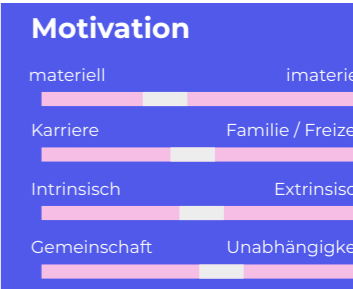 Motivation
materiell imaterie
Karriere Familie / Freize
Intrinsisch Extrinsisc
Gemeinschaft Unabhängigke